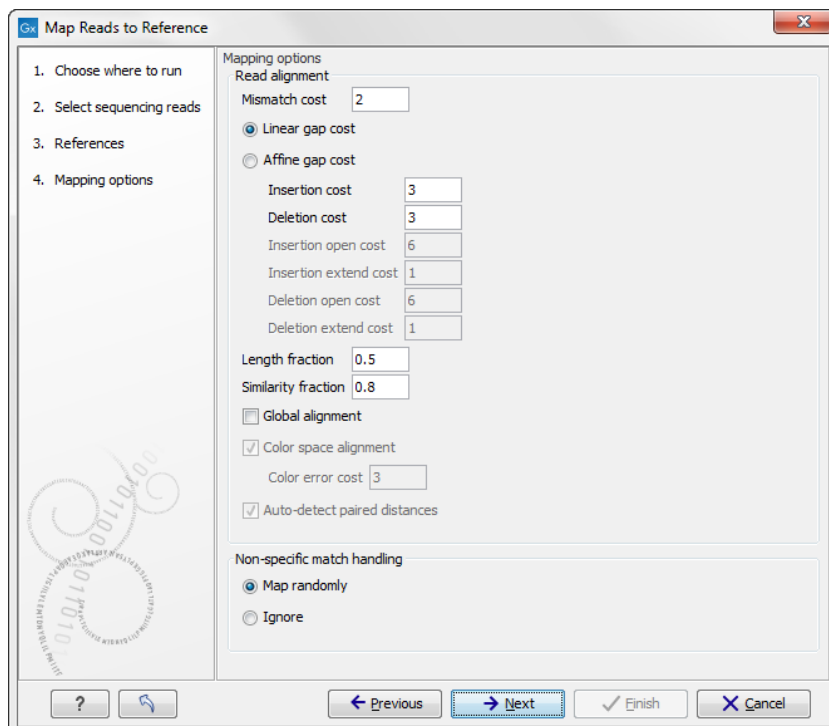 Gx Map Reads to Reference
1. Choose where to run
2. Select sequencing reads
3. References
4. Mapping options
Mapping options
Read alignment
Mismatch cost 2
Linear gap cost
Affine gap cost
Insertion cost 3
Deletion cost 3
Insertion open cost 6
Insertion extend cost 1
Deletion open cost 6
Deletion extend cost 1
Length fraction 0.5
Similarity fraction 0.8
Global alignment
Color space alignment
Color error cost 3
Auto-detect paired distances
Non-specific match handling
Map randomly
Ignore
? Previous Next Finish Cancel